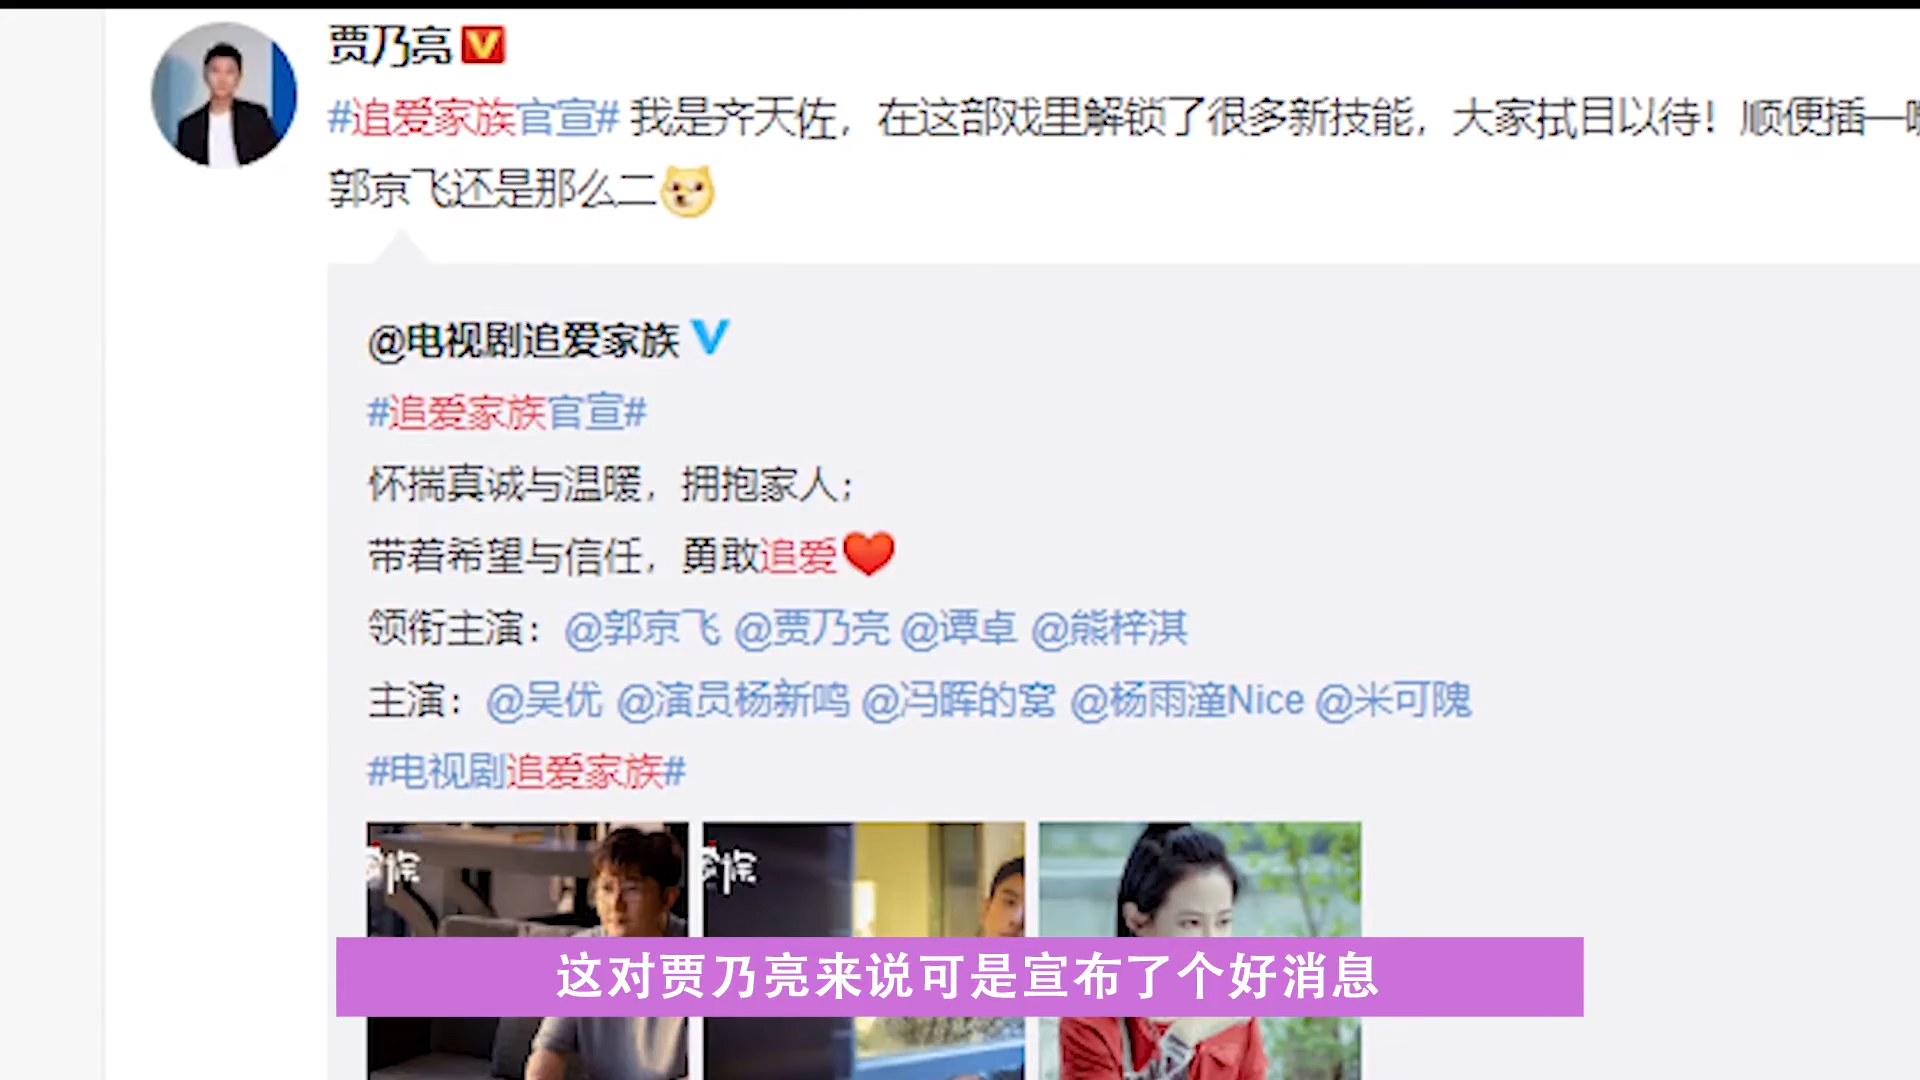 贾乃亮
#追爱家族官宣# 我是齐天佐，在这部戏里解锁了很多新技能，大家拭目以待！顺便插一
郭京飞还是那么二
@电视剧追爱家族
#追爱家族官宣#
怀揣真诚与温暖，拥抱家人；
带着希望与信任，勇敢追爱
领衔主演：@郭京飞 @贾乃亮 @谭卓 @熊梓淇
主演：@吴优 @演员杨新鸣 @冯晖的窝 @杨雨潼Nice @米可隗
#电视剧追爱家族#
这对贾乃亮来说可是宣布了个好消息